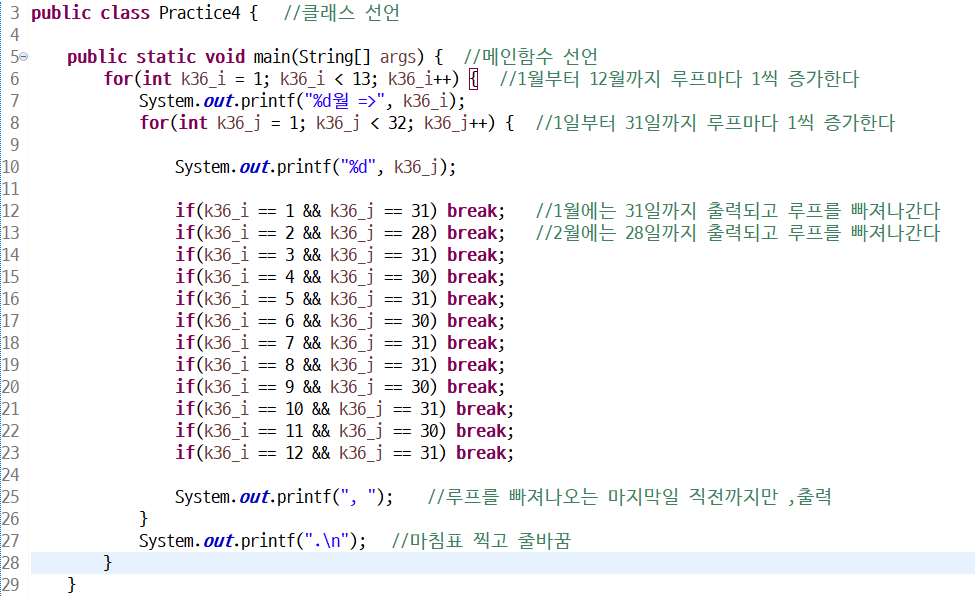 3 public class Practice4 {   //클래스 선언
4
5     public static void main(String[] args) {  //메인함수 선언
6         for(int k36_i = 1; k36_i < 13; k36_i++) {  //1월부터 12월까지 루프마다 1씩 증가한다
7             System.out.printf("%d월 =>", k36_i);
8             for(int k36_j = 1; k36_j < 32; k36_j++) {  //1일부터 31일까지 루프마다 1씩 증가한다
9
10                 System.out.printf("%d", k36_j);
11
12                 if(k36_i == 1 && k36_j == 31) break;   //1월에는 31일까지 출력되고 루프를 빠져나간다
13                 if(k36_i == 2 && k36_j == 28) break;   //2월에는 28일까지 출력되고 루프를 빠져나간다
14                 if(k36_i == 3 && k36_j == 31) break;
15                 if(k36_i == 4 && k36_j == 30) break;
16                 if(k36_i == 5 && k36_j == 31) break;
17                 if(k36_i == 6 && k36_j == 30) break;
18                 if(k36_i == 7 && k36_j == 31) break;
19                 if(k36_i == 8 && k36_j == 31) break;
20                 if(k36_i == 9 && k36_j == 30) break;
21                 if(k36_i == 10 && k36_j == 31) break;
22                 if(k36_i == 11 && k36_j == 30) break;
23                 if(k36_i == 12 && k36_j == 31) break;
24
25                 System.out.printf(", ");    //루프를 빠져나오는 마지막일 직전까지만 ,출력
26             }
27             System.out.printf(".\n");   //마침표 찍고 줄바꿈
28         }
29     }